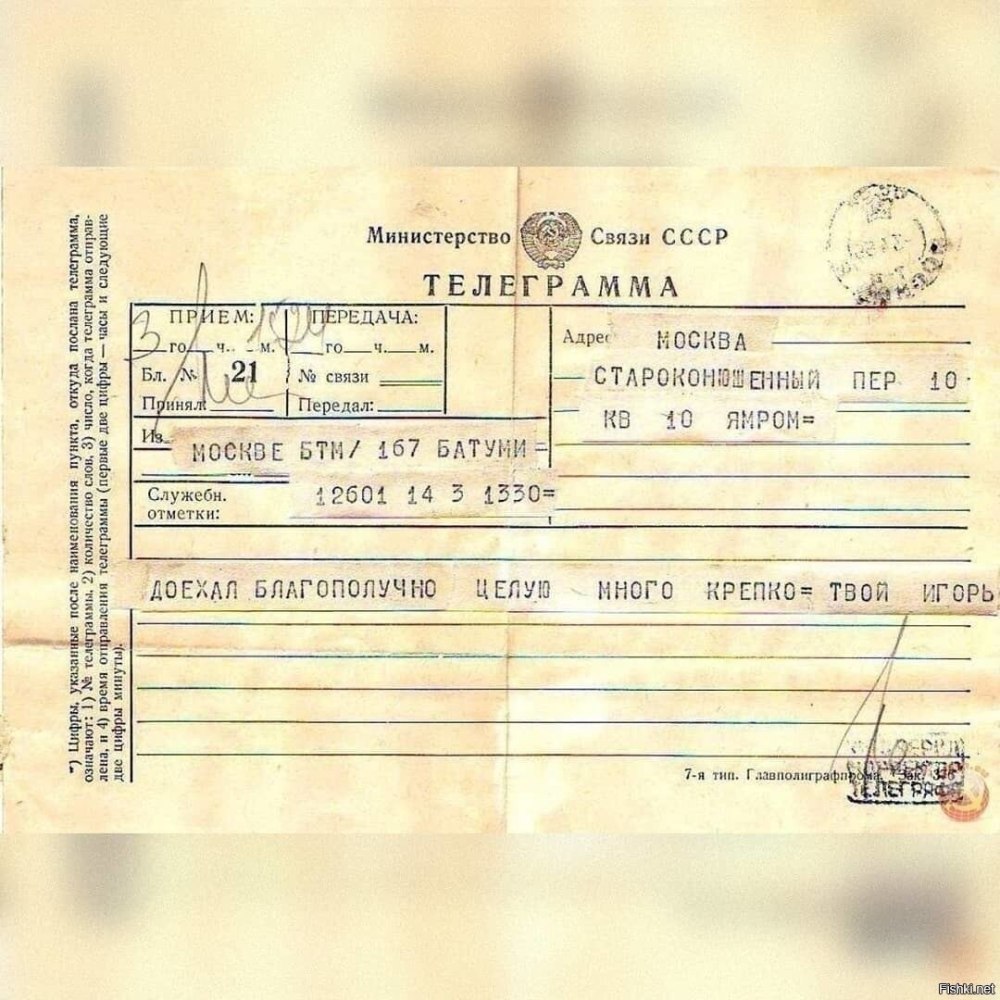 Министерство Связи СССР
ТЕЛЕГРАММА
ПРИЕМ:
ПЕРЕДАЧА:
го ч. м.
го ч. м.
Бл. № 21
№ связи
Принял:
Передал:
Из
МОСКВЕ БТМ/ 167 БАТУМИ=
Служебн.
отметки:
12601 14 3 1330=
Адрес
МОСКВА
СТАРОКОНЮШЕННЫЙ ПЕР 10
КВ 10 ЯМРОМ=
ДОЕХАЛ БЛАГОПОЛУЧНО ЦЕЛУЮ МНОГО КРЕПКО= ТВОЙ ИГОРЬ
*) Цифры, указанные после наименования пункта, откуда послана телеграмма,
означают: 1) № телеграммы, 2) количество слов, 3) число, когда телеграмма отправ-
лена, и 4) время отправления телеграммы (первые две цифры — часы и следующие
две цифры минуты).
7-я тип. Главполиграфпрома. Зак.
ТЕЛЕГРАФ
Fishki.net